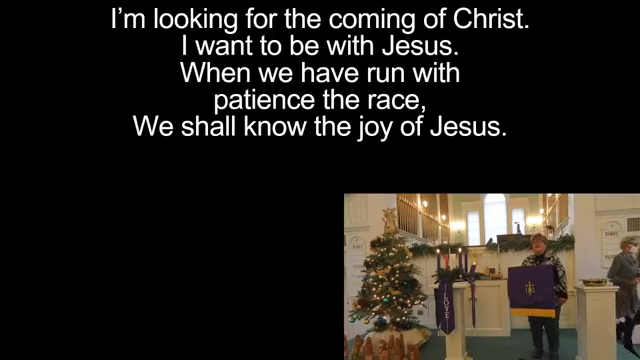 I'm looking for the coming of Christ.
I want to be with Jesus.
When we have run with
patience the race,
We shall know the joy of Jesus.
LOVE